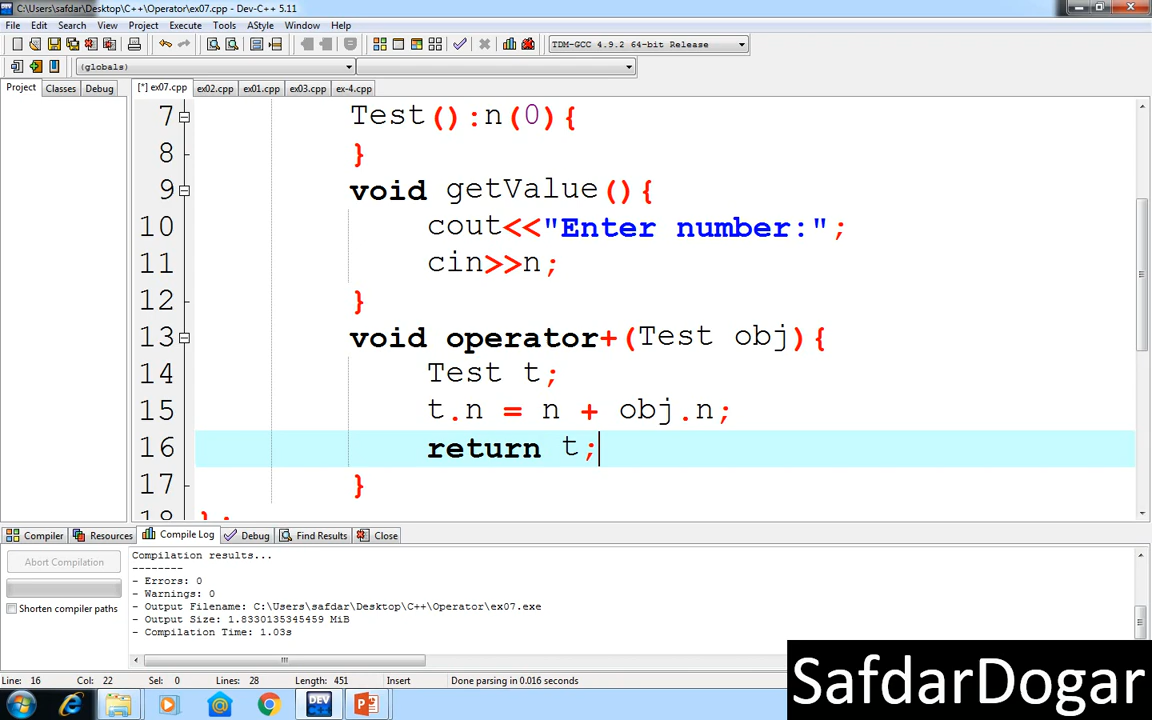 C:\Users\safdar\Desktop\C++\Operator\ex07.cpp - Dev-C++ 5.11
File Edit Search View Project Execute Tools AStyle Window Help
TDM-GCC 4.9.2 64-bit Release
(globals)
Project Classes Debug [*] ex07.cpp ex02.cpp ex01.cpp ex03.cpp ex-4.cpp
7 Test():n(0){
8 }
9 void getValue(){
10 cout<<"Enter number:";
11 cin>>n;
12 }
13 void operator+(Test obj){
14 Test t;
15 t.n = n + obj.n;
16 return t;
17 }
18 };
Compiler Resources Compile Log Debug Find Results Close
Abort Compilation
Shorten compiler paths
Compilation results...
--------
- Errors: 0
- Warnings: 0
- Output Filename: C:\Users\safdar\Desktop\C++\Operator\ex07.exe
- Output Size: 1.8330135345459 MiB
- Compilation Time: 1.03s
Line: 16 Col: 22 Sel: 0 Lines: 28 Length: 451 Insert Done parsing in 0.016 seconds
DEV
SafdarDogar